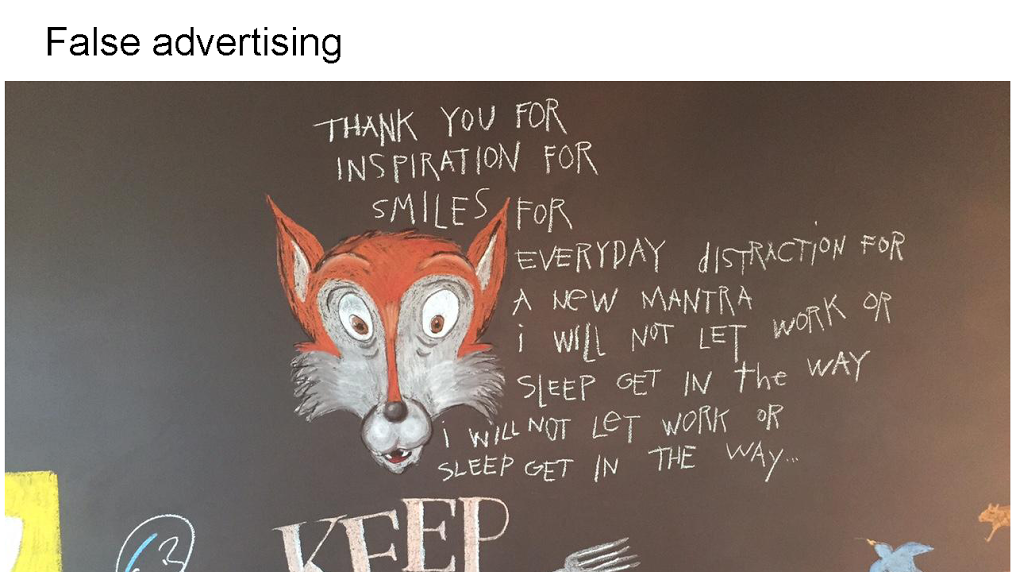 False advertising
THANK YOU FOR
INSPIRATION FOR
SMILES FOR
EVERYDAY dISTRACTiON FOR
A NeW MANTRA
i WILL NOT LET WORK OR
SLEEP GET IN the WAY
i WILL NOT LeT WORK OR
SLEEP GET IN THE WAY...
KEEP